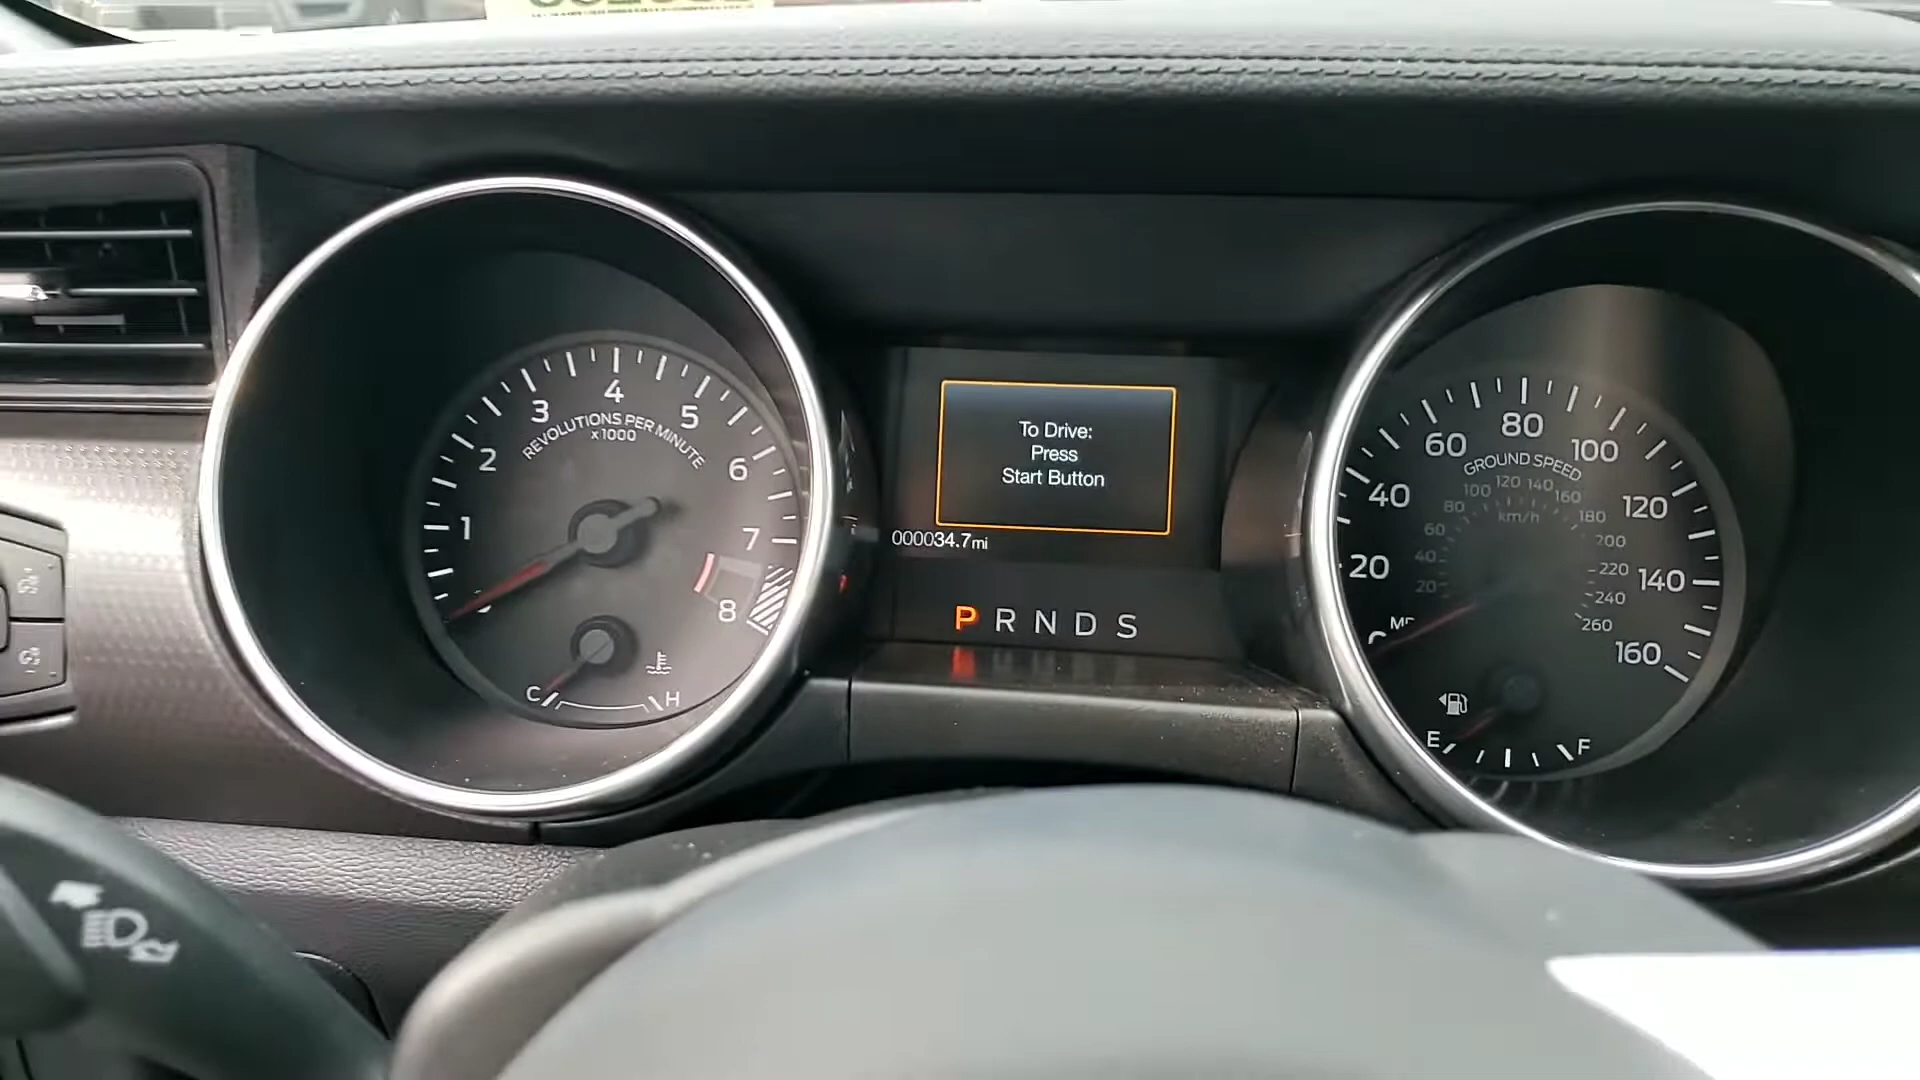 1
2
3
4
5
6
7
8
REVOLUTIONS PER MINUTE
x1000
C
H
To Drive:
Press
Start Button
000034.7mi
P R N D S
20
40
60
80
100
120
140
160
GROUND SPEED
20
40
60
80
100
120
140
160
180
200
220
240
260
km/h
E
F